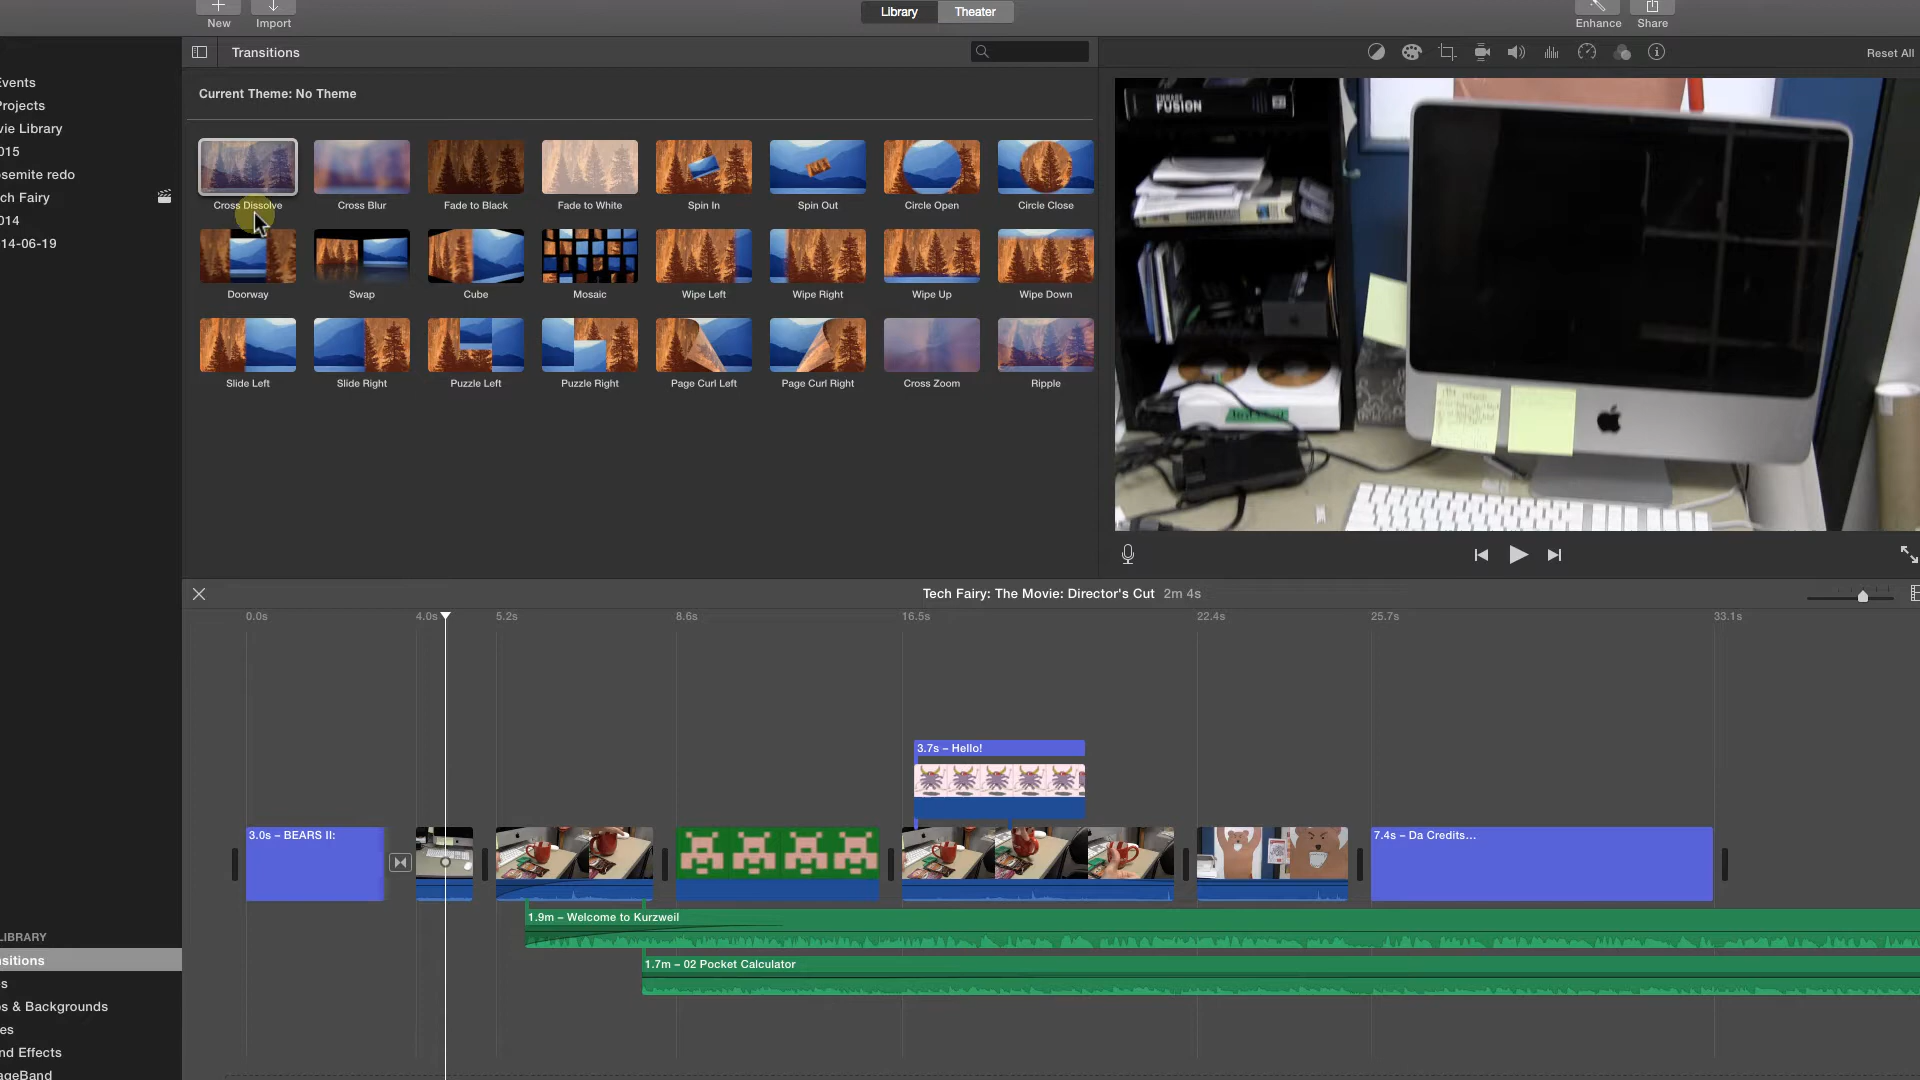 New
Import
Library
Theater
Enhance
Share
Transitions
Reset All
Events
Projects
vie Library
015
osemite redo
ch Fairy
014
14-06-19
Current Theme: No Theme
Cross Dissolve
Cross Blur
Fade to Black
Fade to White
Spin In
Spin Out
Circle Open
Circle Close
Doorway
Swap
Cube
Mosaic
Wipe Left
Wipe Right
Wipe Up
Wipe Down
Slide Left
Slide Right
Puzzle Left
Puzzle Right
Page Curl Left
Page Curl Right
Cross Zoom
Ripple
FUSION
Tech Fairy: The Movie: Director's Cut 2m 4s
0.0s
4.0s
5.2s
8.6s
16.5s
22.4s
25.7s
33.1s
3.7s – Hello!
3.0s – BEARS II:
7.4s – Da Credits...
1.9m – Welcome to Kurzweil
1.7m – 02 Pocket Calculator
LIBRARY
sitions
s
s & Backgrounds
es
nd Effects
ageBand